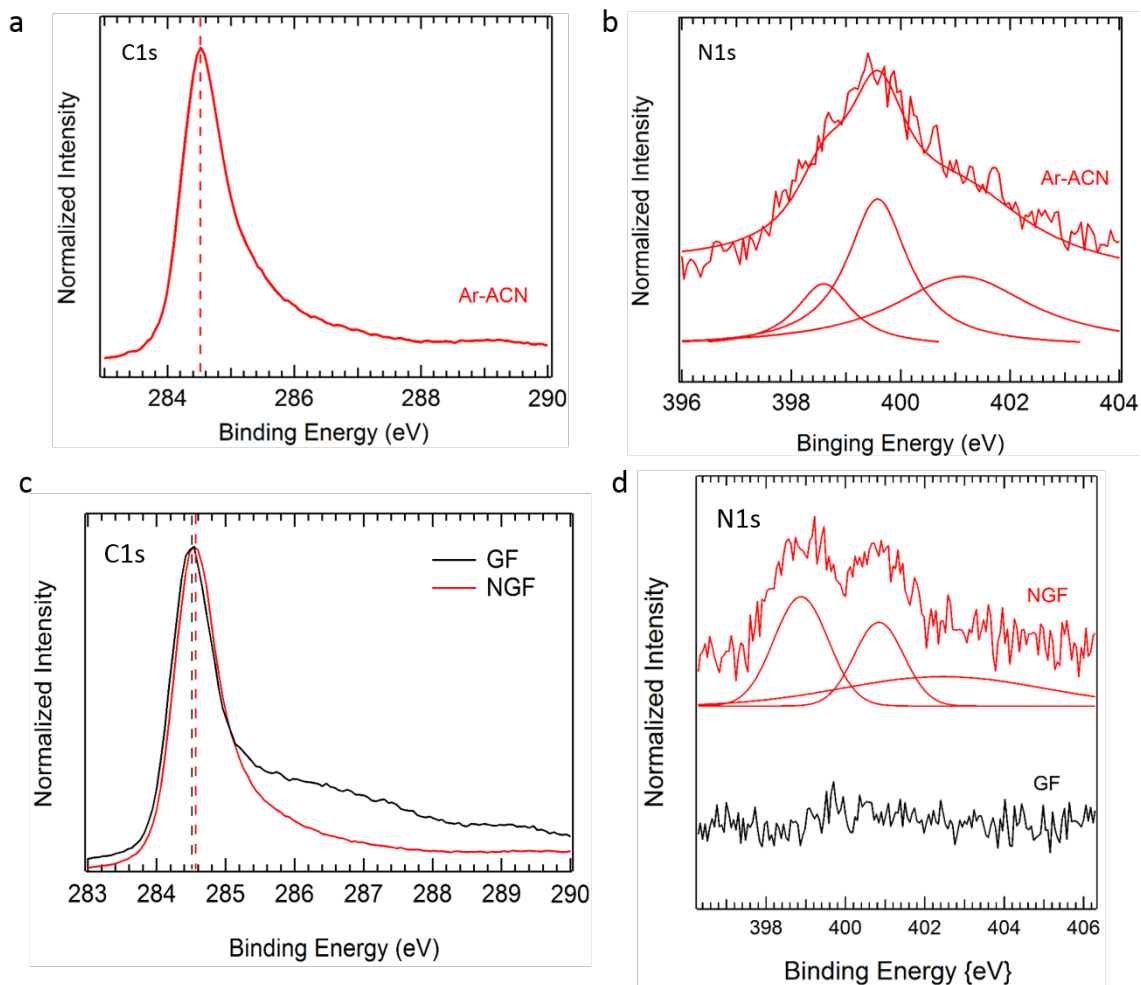 a
C1s
Ar-ACN
Normalized Intensity
284
286
288
290
Binding Energy (eV)
b
N1s
Ar-ACN
Normalized Intensity
396
398
400
402
404
Binging Energy (eV)
c
C1s
GF
NGF
Normalized Intensity
283
284
285
286
287
288
289
290
Binding Energy (eV)
d
N1s
NGF
GF
Normalized Intensity
398
400
402
404
406
Binding Energy {eV}